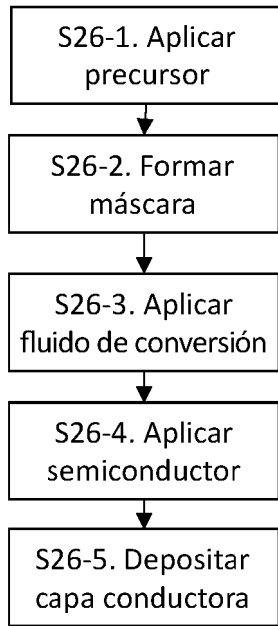 S26-1. Aplicar
precursor
S26-2. Formar
máscara
S26-3. Aplicar
fluido de conversión
S26-4. Aplicar
semiconductor
S26-5. Depositar
capa conductora